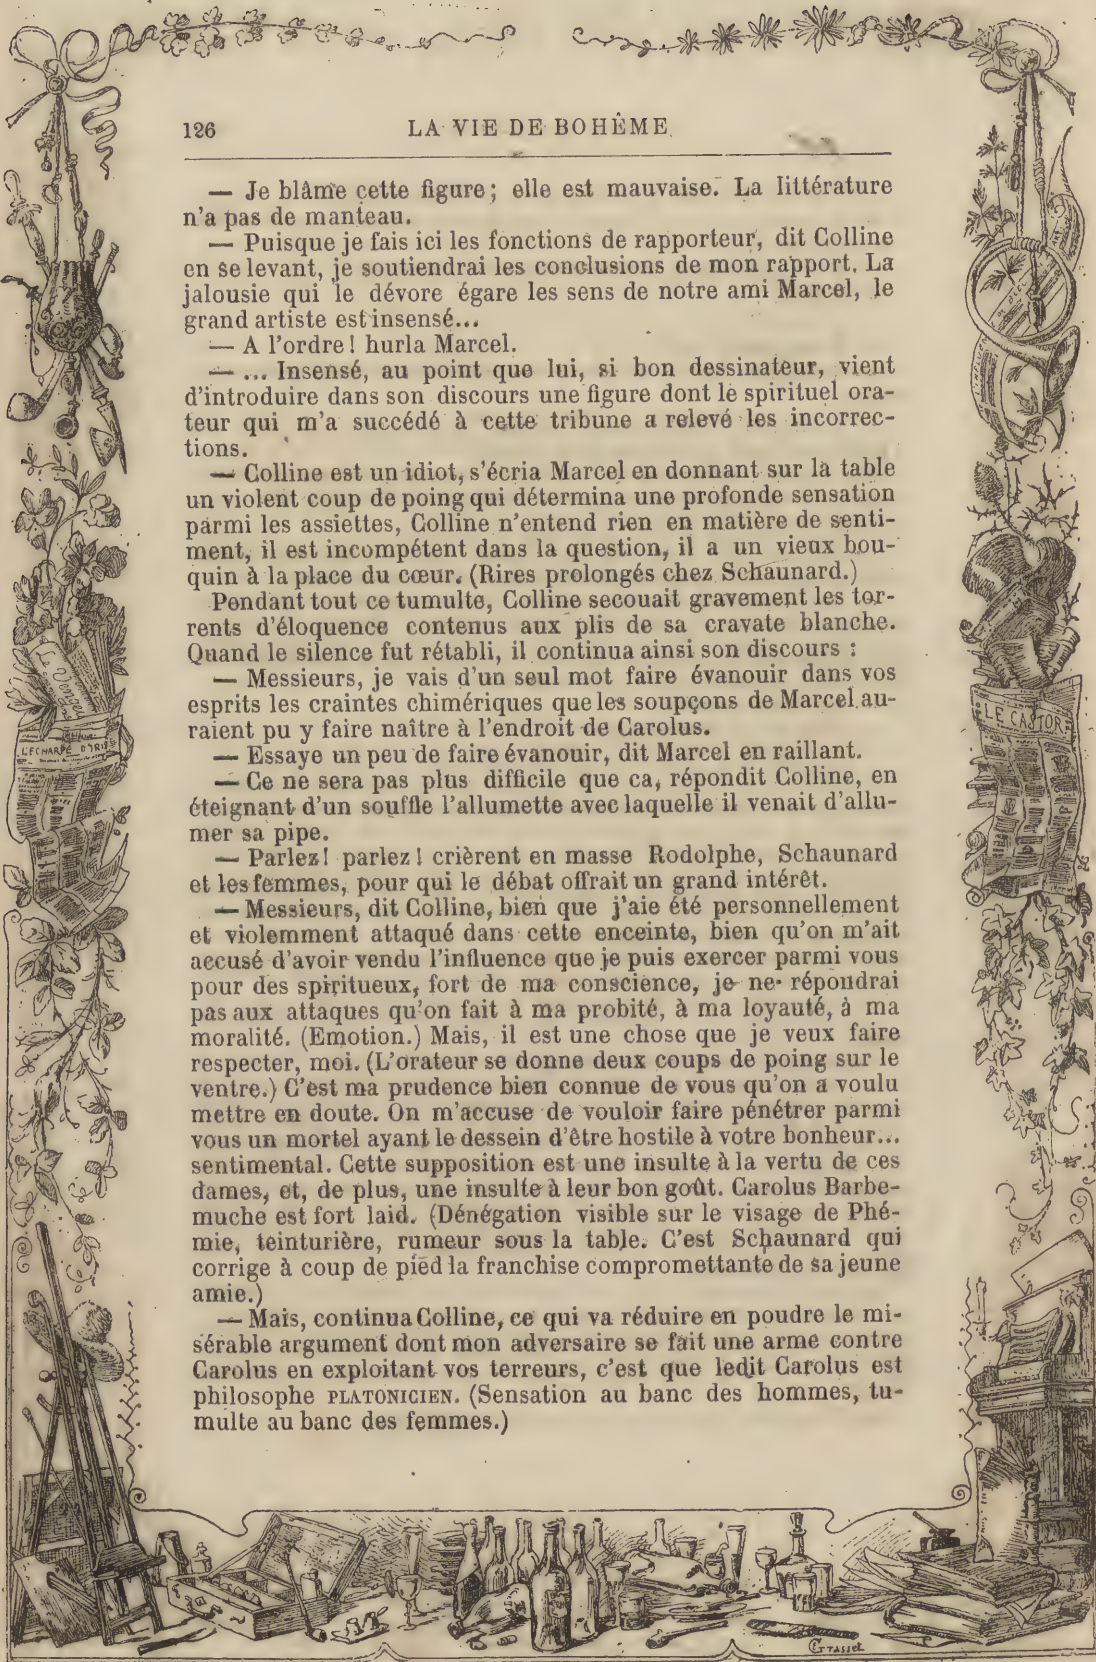 126 LA VIE DE BOHÊME
— Je blâme cette figure; elle est mauvaise. La littérature
n'a pas de manteau.
— Puisque je fais ici les fonctions de rapporteur, dit Colline
en se levant, je soutiendrai les conclusions de mon rapport. La
jalousie qui le dévore égare les sens de notre ami Marcel, le
grand artiste est insensé...
— A l'ordre! hurla Marcel.
— ... Insensé, au point que lui, si bon dessinateur, vient
d'introduire dans son discours une figure dont le spirituel ora-
teur qui m'a succédé à cette tribune a relevé les incorrec-
tions.
— Colline est un idiot, s'écria Marcel en donnant sur la table
un violent coup de poing qui détermina une profonde sensation
parmi les assiettes, Colline n'entend rien en matière de senti-
ment, il est incompétent dans la question, il a un vieux bou-
quin à la place du cœur. (Rires prolongés chez Schaunard.)
Pendant tout ce tumulte, Colline secouait gravement les tor-
rents d'éloquence contenus aux plis de sa cravate blanche.
Quand le silence fut rétabli, il continua ainsi son discours :
— Messieurs, je vais d'un seul mot faire évanouir dans vos
esprits les craintes chimériques que les soupçons de Marcel au-
raient pu y faire naître à l'endroit de Carolus.
— Essaye un peu de faire évanouir, dit Marcel en raillant.
— Ce ne sera pas plus difficile que ca, répondit Colline, en
éteignant d'un souffle l'allumette avec laquelle il venait d'allu-
mer sa pipe.
— Parlez! parlez! crièrent en masse Rodolphe, Schaunard
et les femmes, pour qui le débat offrait un grand intérêt.
— Messieurs, dit Colline, bien que j'aie été personnellement
et violemment attaqué dans cette enceinte, bien qu'on m'ait
accusé d'avoir vendu l'influence que je puis exercer parmi vous
pour des spiritueux, fort de ma conscience, je ne répondrai
pas aux attaques qu'on fait à ma probité, à ma loyauté, à ma
moralité. (Emotion.) Mais, il est une chose que je veux faire
respecter, moi. (L'orateur se donne deux coups de poing sur le
ventre.) C'est ma prudence bien connue de vous qu'on a voulu
mettre en doute. On m'accuse de vouloir faire pénétrer parmi
vous un mortel ayant le dessein d'être hostile à votre bonheur...
sentimental. Cette supposition est une insulte à la vertu de ces
dames, et, de plus, une insulte à leur bon goût. Carolus Barbe-
muche est fort laid. (Dénégation visible sur le visage de Phé-
mie, teinturière, rumeur sous la table. C'est Schaunard qui
corrige à coup de pied la franchise compromettante de sa jeune
amie.)
— Mais, continua Colline, ce qui va réduire en poudre le mi-
sérable argument dont mon adversaire se fait une arme contre
Carolus en exploitant vos terreurs, c'est que ledit Carolus est
philosophe PLATONICIEN. (Sensation au banc des hommes, tu-
multe au banc des femmes.)
L'ECHARPE D'IRIS
LE CASTOR